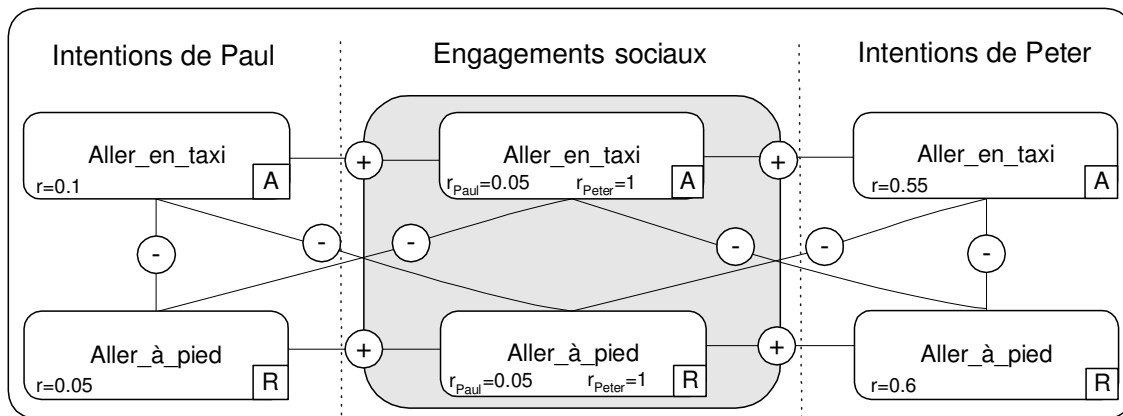 Intentions de Paul
Engagements sociaux
Intentions de Peter
Aller_en_taxi
r=0.1
A
+
Aller_en_taxi
r_Paul=0.05 r_Peter=1
A
+
Aller_en_taxi
r=0.55
A
-
-
-
-
-
-
Aller_à_pied
r=0.05
R
+
Aller_à_pied
r_Paul=0.05 r_Peter=1
R
+
Aller_à_pied
r=0.6
R